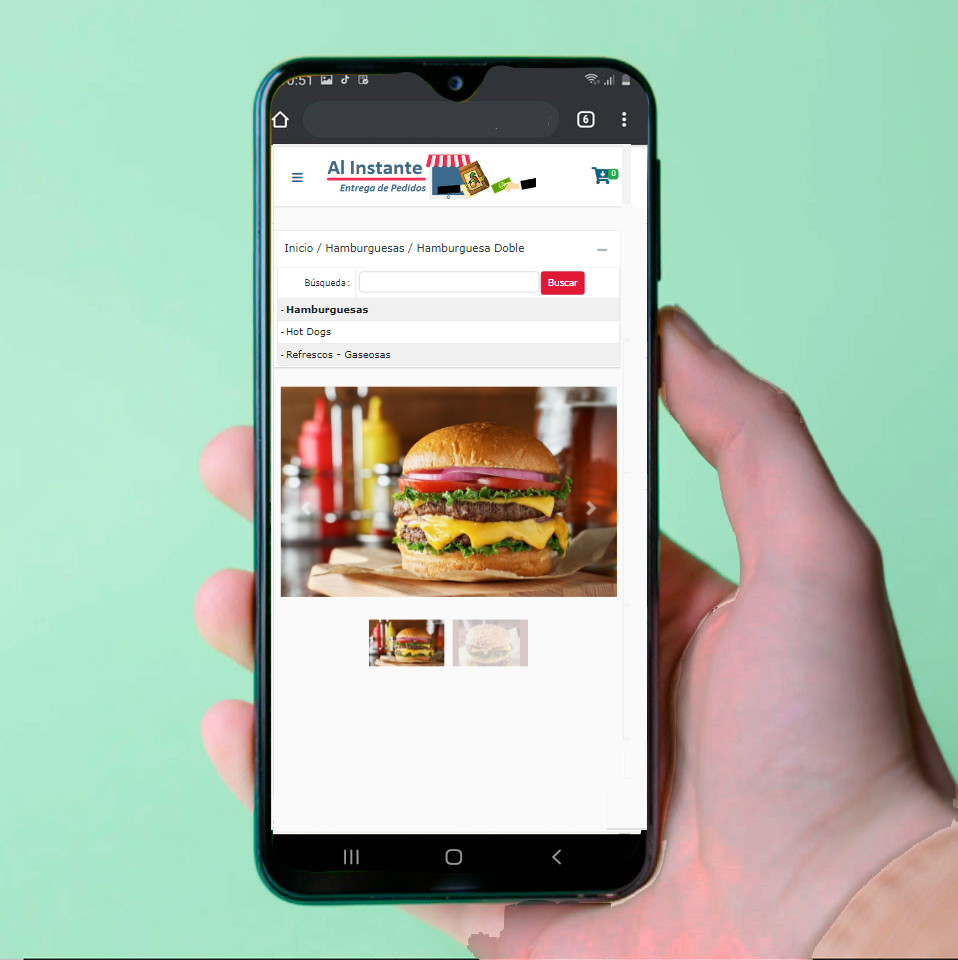 0:51
6
Al Instante
Entrega de Pedidos
0
Inicio / Hamburguesas / Hamburguesa Doble
Búsqueda :
Buscar
- Hamburguesas
- Hot Dogs
- Refrescos - Gaseosas